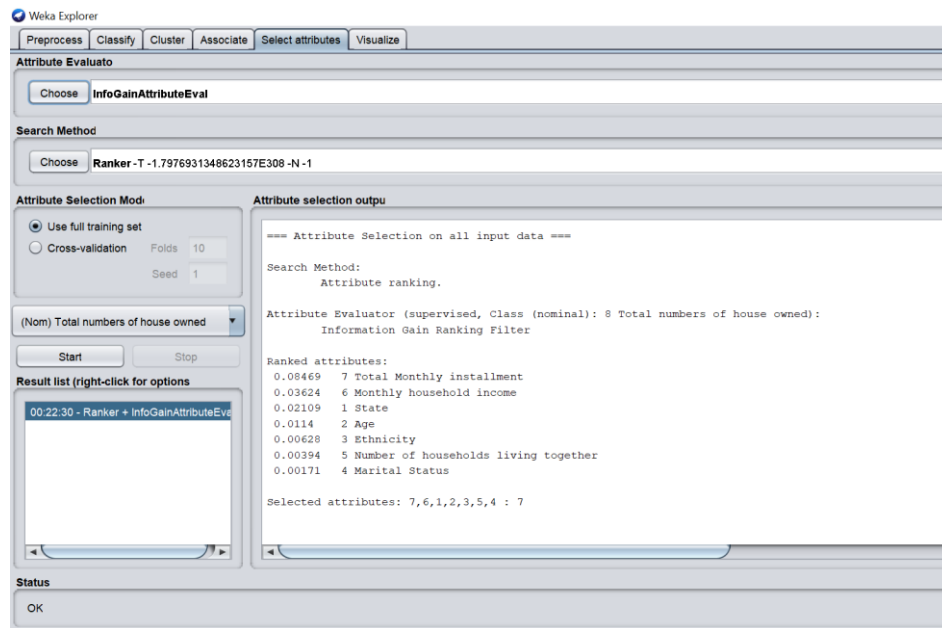 Weka Explorer
Preprocess Classify Cluster Associate Select attributes Visualize
Attribute Evaluato
Choose InfoGainAttributeEval
Search Method
Choose Ranker -T -1.7976931348623157E308 -N -1
Attribute Selection Mode
Use full training set
Cross-validation Folds 10
Seed 1
(Nom) Total numbers of house owned
Start Stop
Result list (right-click for options
00:22:30 - Ranker + InfoGainAttributeEva
Attribute selection outpu
=== Attribute Selection on all input data ===
Search Method:
Attribute ranking.
Attribute Evaluator (supervised, Class (nominal): 8 Total numbers of house owned):
Information Gain Ranking Filter
Ranked attributes:
0.08469 7 Total Monthly installment
0.03624 6 Monthly household income
0.02109 1 State
0.0114 2 Age
0.00628 3 Ethnicity
0.00394 5 Number of households living together
0.00171 4 Marital Status
Selected attributes: 7,6,1,2,3,5,4 : 7
Status
OK